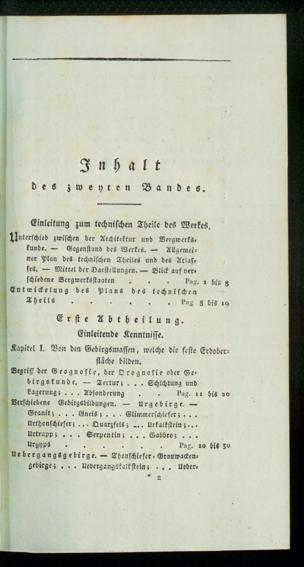 Inhalt
des zweyten Bandes.
Einleitung zum technischen Theile des Werkes.
Unterschied zwischen der Architektur und Bergwerks-
kunde. — Gegenstand des Werkes. — Allgemei-
ner Plan des technischen Theiles und des Atlas-
ses. — Mittel der Darstellungen. — Blick auf ver-
schiedene Bergwerksstaaten . . . Pag. 1 bis 8
Entwickelung des Plans des technischen
Theils . . . . . Pag 8 bis 10
Erste Abtheilung.
Einleitende Kenntnisse.
Kapitel I. Von den Gebirgsmassen, welche die feste Erdober-
fläche bilden.
Begriff der Geognosie, der Orognosie oder Ge-
birgskunde. — Textur; ... Schichtung und
Lagerung; ... Absonderung . . Pag. 11 bis 20
Verschiedene Gebirgsbildungen. — Urgebirge. —
Granit; ... Gneis; ... Glimmerschiefer; ...
Urthonschiefer; ... Quarzfels; ... Urkalkstein; ...
Urtrapp; ... Serpentin; ... Gabbro; ...
Urgyps . . . . . Pag. 20 bis 30
Uebergangsgebirge. — Thonschiefer-Grauwacken-
gebirge; ... Uebergangskalkstein; ... Ueber-
* 2